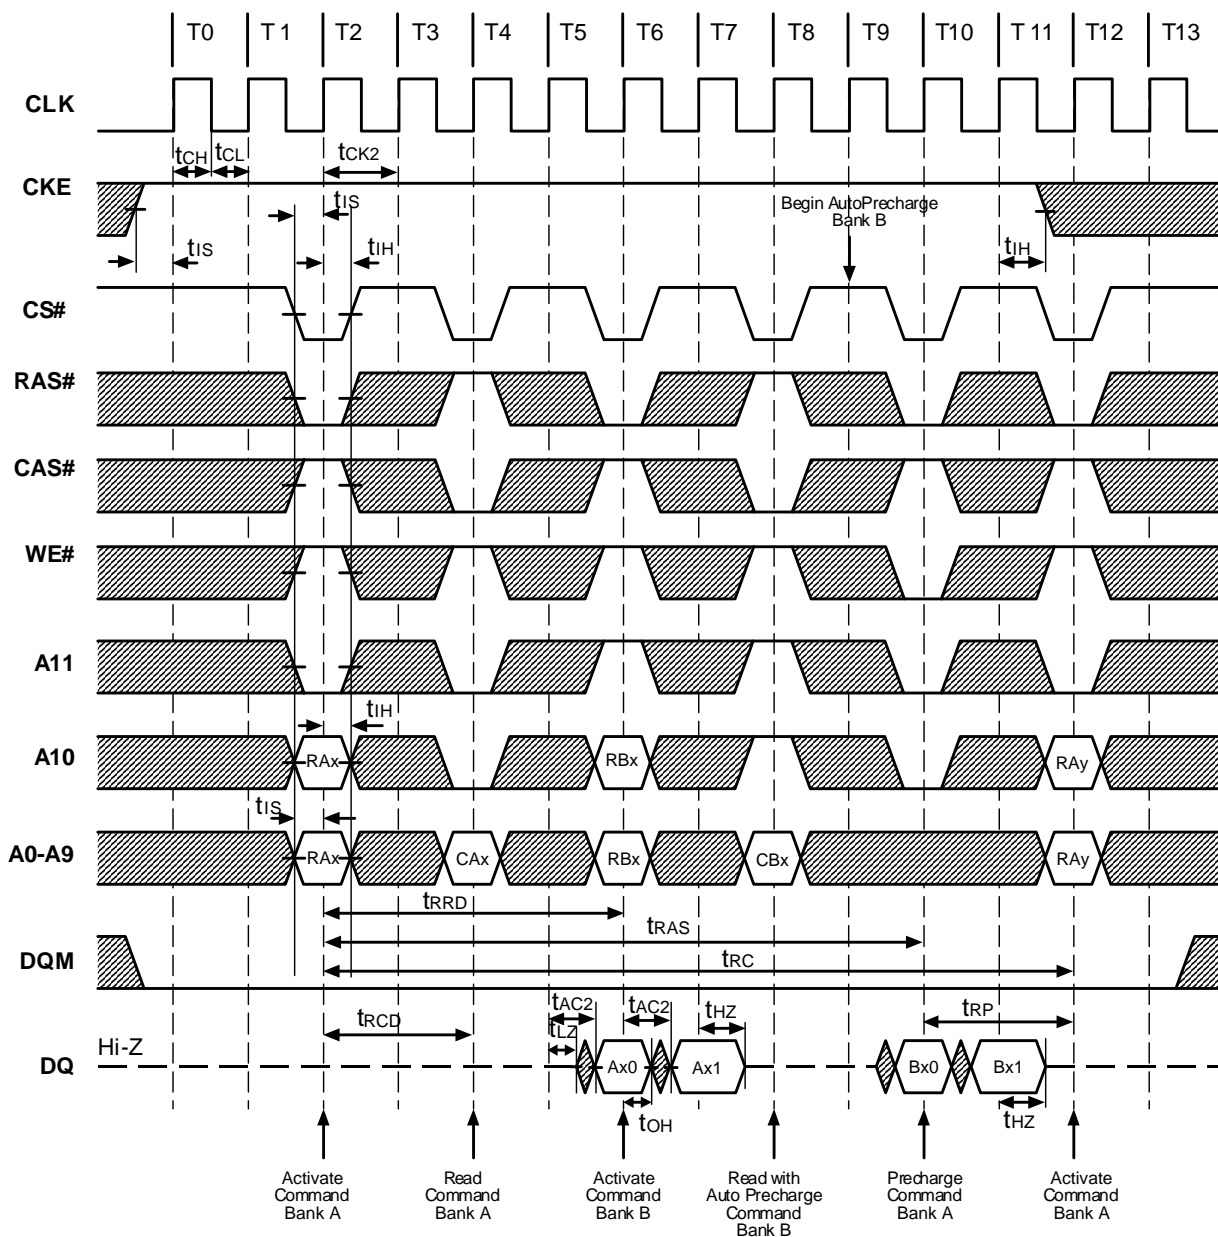 T0 T 1 T2 T3 T4 T5 T6 T7 T8 T9 T10 T 11 T12 T13
CLK
tCH tCL tCK2
CKE
tIS
Begin AutoPrecharge
Bank B
tIS tIH tIH
CS#
RAS#
CAS#
WE#
A11
tIH
A10 RAx RBx RAy
tIS
A0-A9 RAx CAx RBx CBx RAy
tRRD
tRAS
DQM tRC
tAC2 tAC2 tHZ tRP
tRCD tLZ
Hi-Z
DQ Ax0 Ax1 Bx0 Bx1
tOH tHZ
Activate
Command
Bank A
Read
Command
Bank A
Activate
Command
Bank B
Read with
Auto Precharge
Command
Bank B
Precharge
Command
Bank A
Activate
Command
Bank A